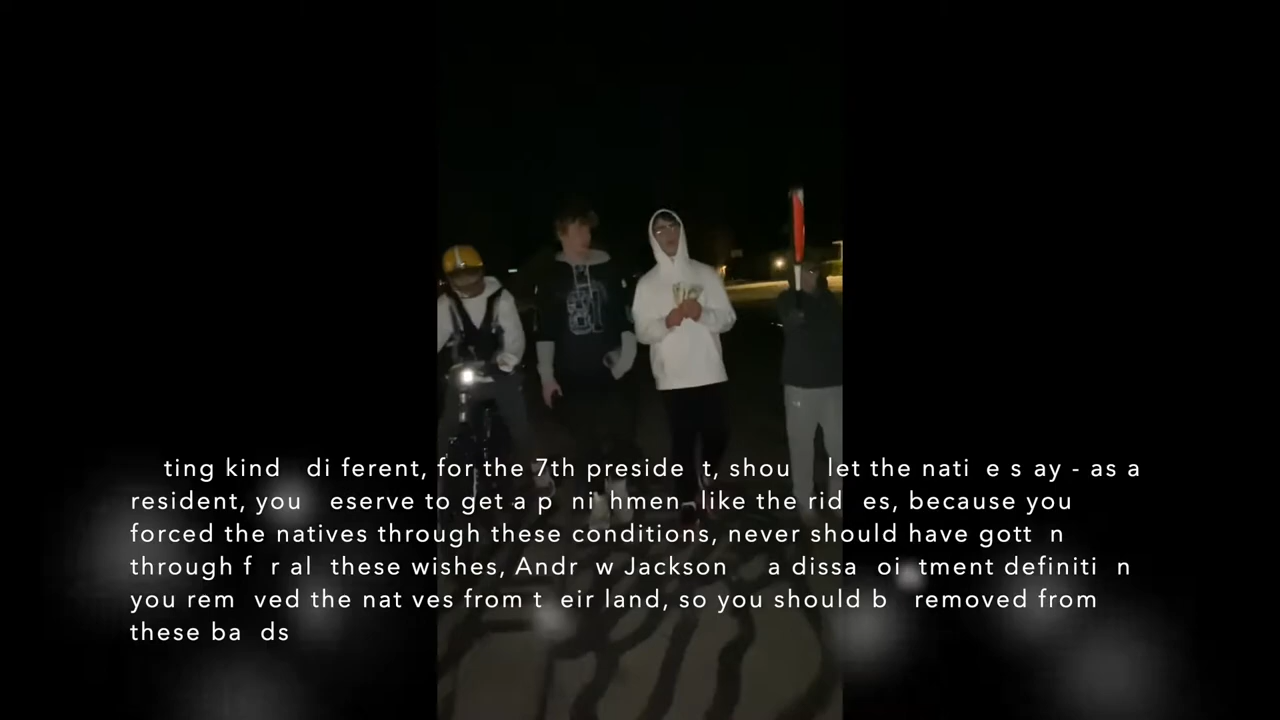 ting kind di ferent, for the 7th preside t, shou let the nati e s ay - as a
resident, you eserve to get a p ni hmen like the rid es, because you
forced the natives through these conditions, never should have gott n
through f r al these wishes, Andr w Jackson a dissa oi tment definiti n
you rem ved the nat ves from t eir land, so you should b removed from
these ba ds